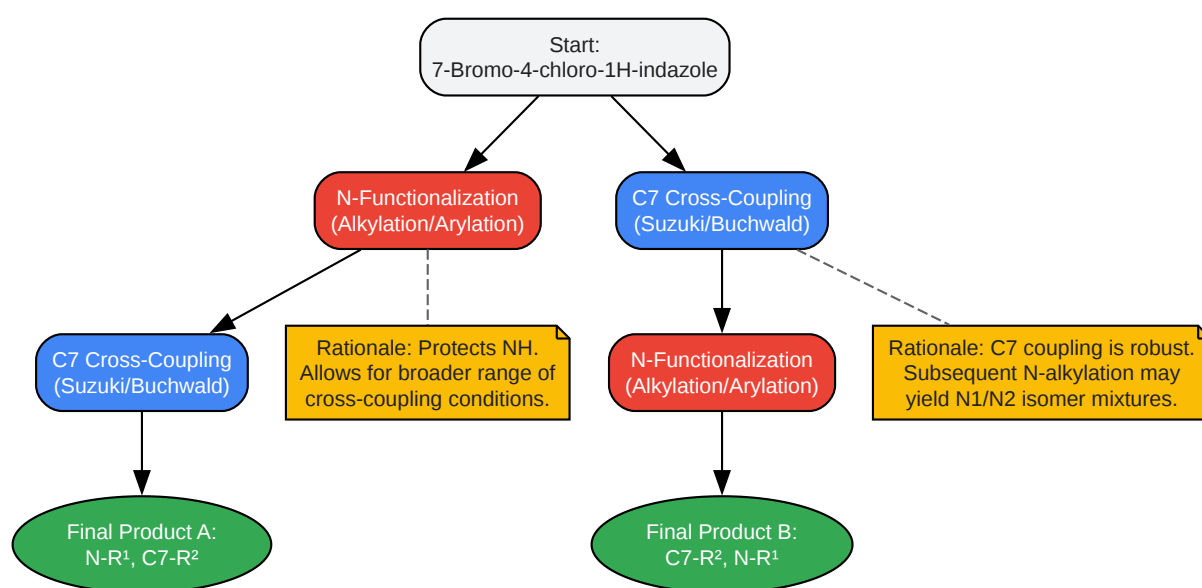 Start:
7-Bromo-4-chloro-1H-indazole
N-Functionalization
(Alkylation/Arylation)
C7 Cross-Coupling
(Suzuki/Buchwald)
C7 Cross-Coupling
(Suzuki/Buchwald)
Rationale: Protects NH.
Allows for broader range of
cross-coupling conditions.
N-Functionalization
(Alkylation/Arylation)
Rationale: C7 coupling is robust.
Subsequent N-alkylation may
yield N1/N2 isomer mixtures.
Final Product A:
N-R¹, C7-R²
Final Product B:
C7-R², N-R¹